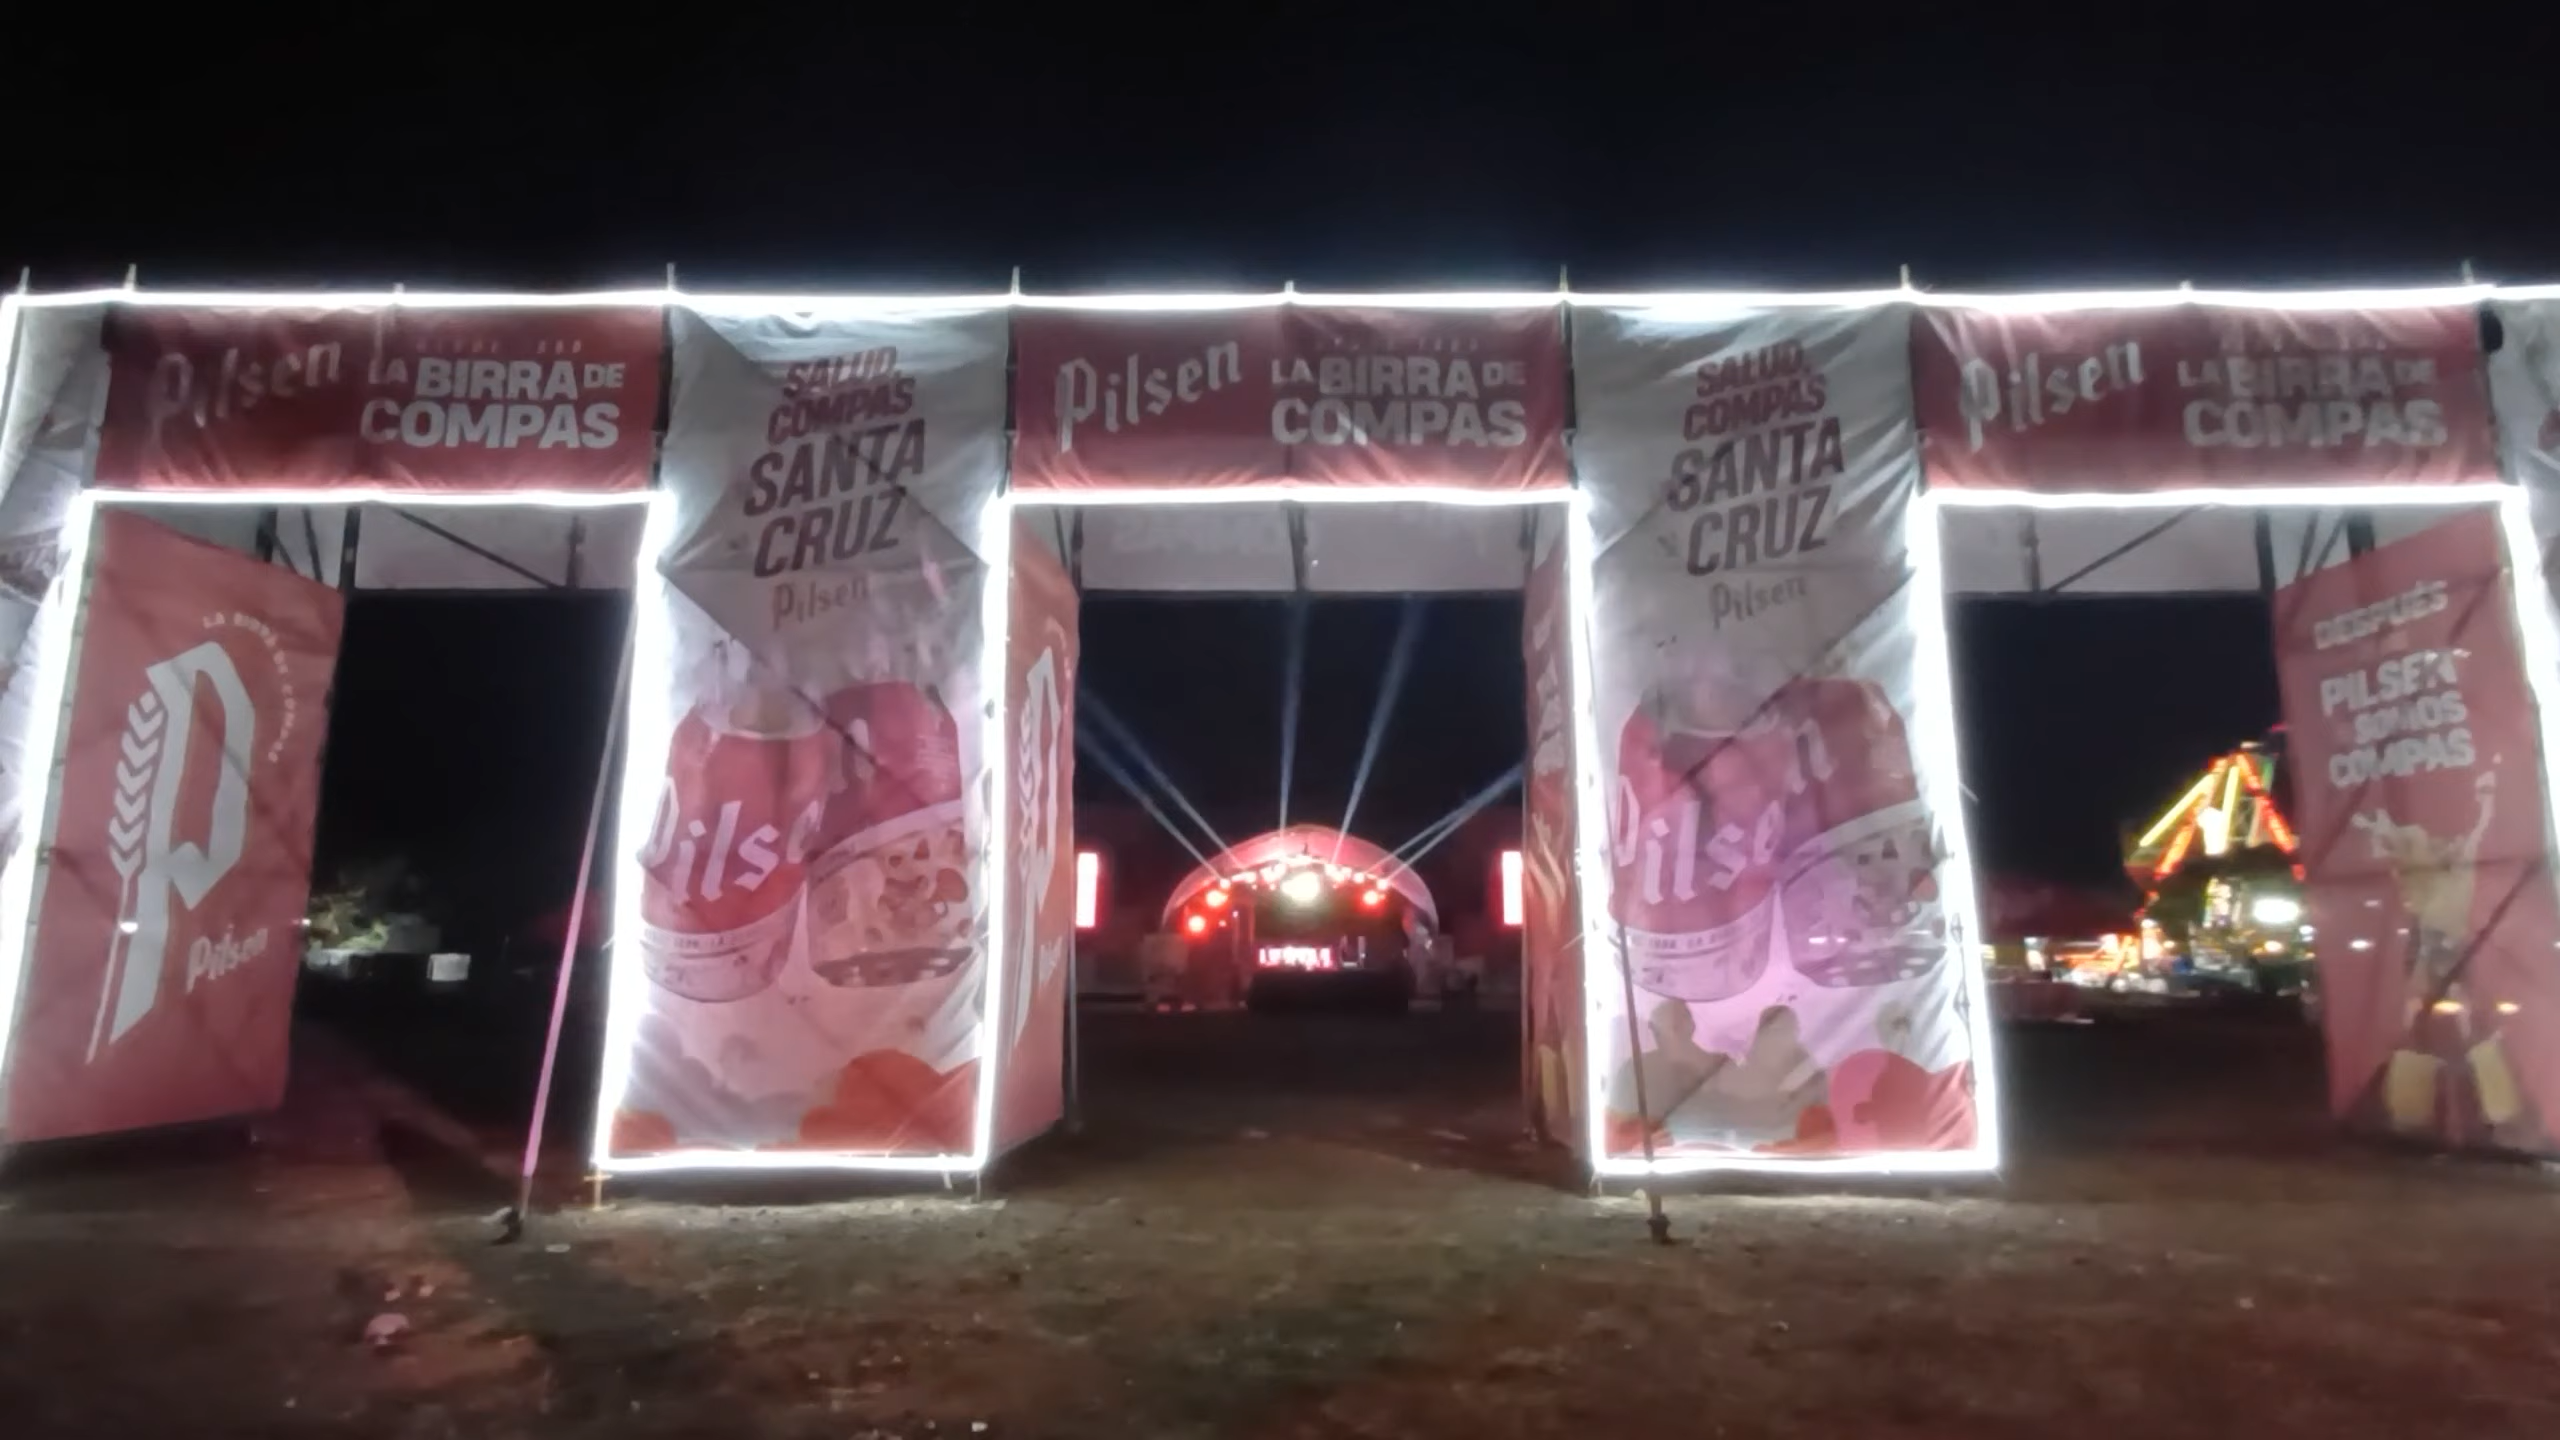 Pilsen
LA BIRRA DE
COMPAS
SALUD,
COMPAS
SANTA
CRUZ
Pilsen
Pilsen
LA BIRRA DE
COMPAS
SALUD,
COMPAS
SANTA
CRUZ
Pilsen
Pilsen
LA BIRRA DE
COMPAS
LA BIRRA DE COMPAS
P
Pilsen
Pilsen
P
Pilsen
DESPUÉS
PILSEN
SOMOS
COMPAS